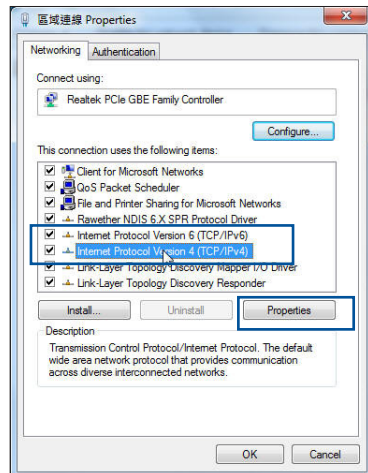 區域連線 Properties
Networking Authentication
Connect using:
Realtek PCIe GBE Family Controller
Configure...
This connection uses the following items:
Client for Microsoft Networks
QoS Packet Scheduler
File and Printer Sharing for Microsoft Networks
Rawether NDIS 6.X SPR Protocol Driver
Internet Protocol Version 6 (TCP/IPv6)
Internet Protocol Version 4 (TCP/IPv4)
Link-Layer Topology Discovery Mapper I/O Driver
Link-Layer Topology Discovery Responder
Install... Uninstall Properties
Description
Transmission Control Protocol/Internet Protocol. The default
wide area network protocol that provides communication
across diverse interconnected networks.
OK Cancel